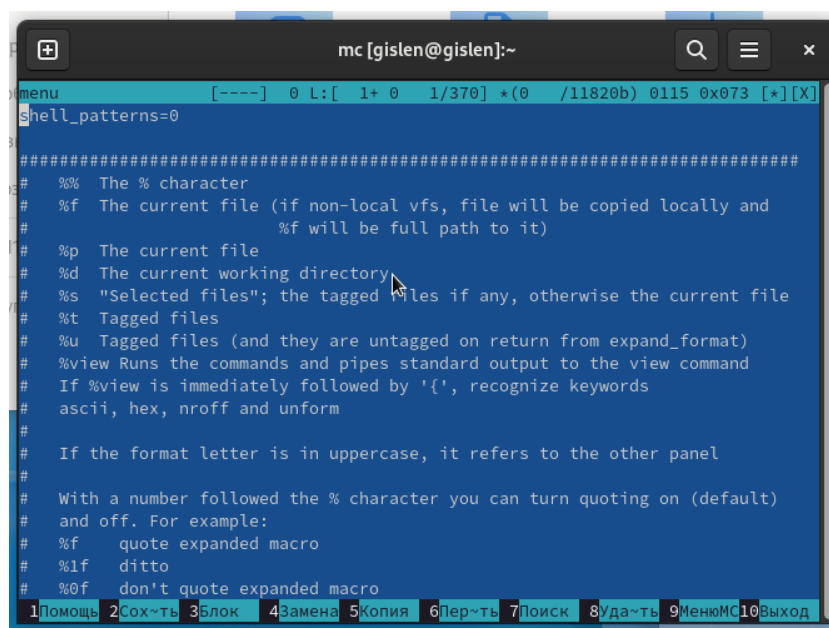 mc [gislen@gislen]:~
menu [----] 0 L:[ 1+ 0 1/370] *(0 /11820b) 0115 0x073 [*][X]
shell_patterns=0
##############################################################################
# %% The % character
# %f The current file (if non-local vfs, file will be copied locally and
# %f will be full path to it)
# %p The current file
# %d The current working directory
# %s "Selected files"; the tagged files if any, otherwise the current file
# %t Tagged files
# %u Tagged files (and they are untagged on return from expand_format)
# %view Runs the commands and pipes standard output to the view command
# If %view is immediately followed by '{', recognize keywords
# ascii, hex, nroff and unform
#
# If the format letter is in uppercase, it refers to the other panel
#
# With a number followed the % character you can turn quoting on (default)
# and off. For example:
# %f quote expanded macro
# %1f ditto
# %0f don't quote expanded macro
1Помощь 2Сох~ть 3Блок 4Замена 5Копия 6Пер~ть 7Поиск 8Уда~ть 9МенюMC 10Выход